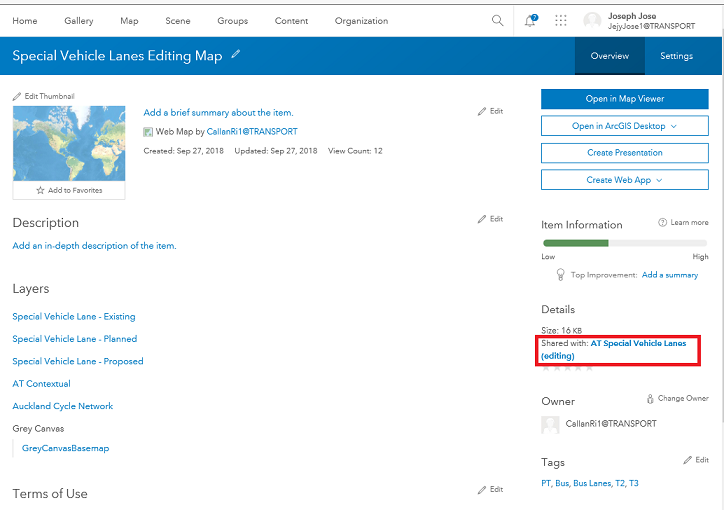 Home Gallery Map Scene Groups Content Organization
7
Joseph Jose
JejyJose1@TRANSPORT
Special Vehicle Lanes Editing Map
Overview Settings
Edit Thumbnail
Add to Favorites
Add a brief summary about the item.
Edit
Web Map by CallanRi1@TRANSPORT
Created: Sep 27, 2018 Updated: Sep 27, 2018 View Count: 12
Description
Edit
Add an in-depth description of the item.
Layers
Special Vehicle Lane - Existing
Special Vehicle Lane - Planned
Special Vehicle Lane - Proposed
AT Contextual
Auckland Cycle Network
Grey Canvas
GreyCanvasBasemap
Terms of Use
Edit
Open in Map Viewer
Open in ArcGIS Desktop
Create Presentation
Create Web App
Item Information
Learn more
Low High
Top Improvement: Add a summary
Details
Size: 16 KB
Shared with: AT Special Vehicle Lanes
(editing)
Owner
Change Owner
CallanRi1@TRANSPORT
Tags
Edit
PT, Bus, Bus Lanes, T2, T3